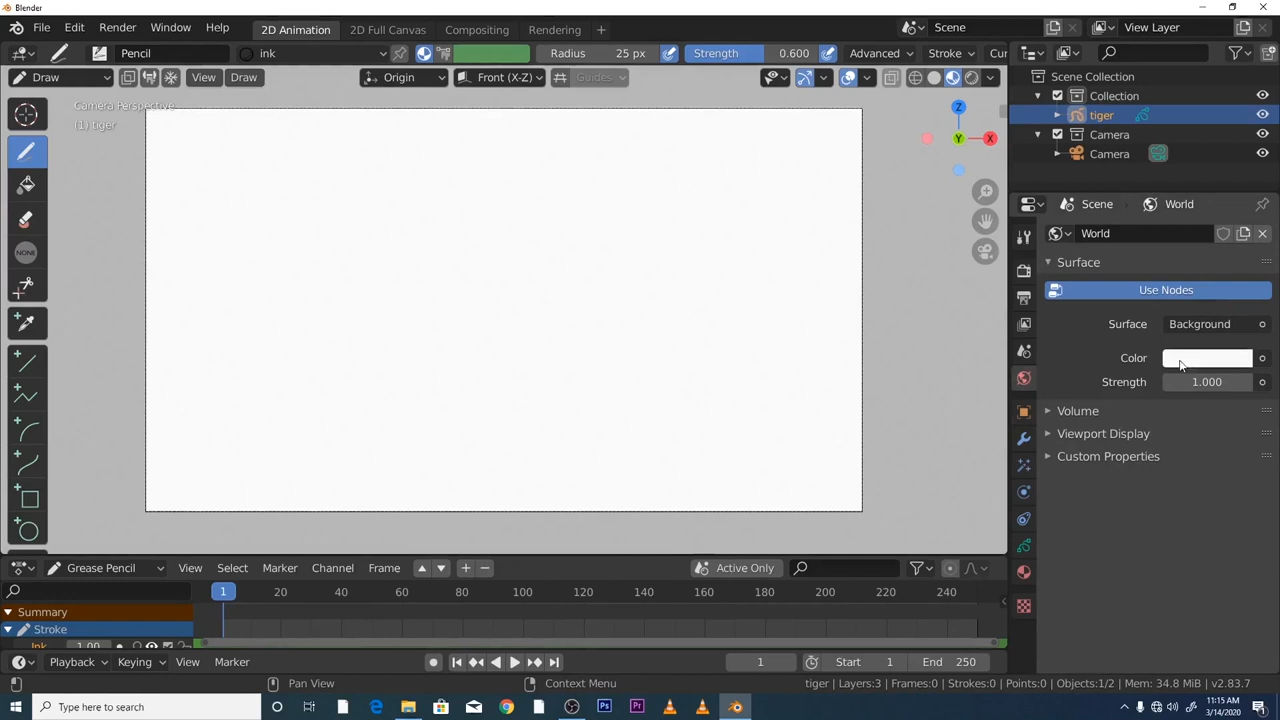 Blender
File Edit Render Window Help 2D Animation 2D Full Canvas Compositing Rendering + Scene View Layer
Pencil ink Radius 25 px Strength 0.600 Advanced Stroke Cur
Draw View Draw Origin Front (X-Z) Guides
Camera Perspective
(1) tiger
Z
X
Y
NONE
Scene Collection
Collection
tiger
Camera
Camera
Scene World
World
Surface
Use Nodes
Surface Background
Color
Strength 1.000
Volume
Viewport Display
Custom Properties
Grease Pencil View Select Marker Channel Frame Active Only
1 20 40 60 80 100 120 140 160 180 200 220 240
Summary
Stroke
Ink 1.00
Playback Keying View Marker 1 Start 1 End 250
Pan View Context Menu tiger | Layers:3 | Frames:0 | Strokes:0 | Points:0 | Objects:1/2 | Mem: 34.8 MiB | v2.83.7
Type here to search 11:15 AM
3/14/2020